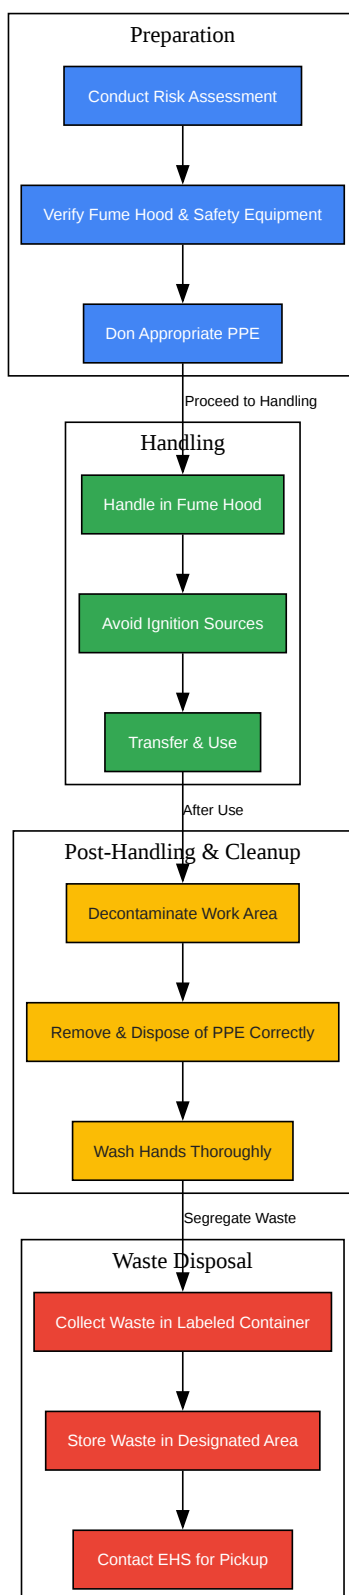 Preparation
Conduct Risk Assessment
Verify Fume Hood & Safety Equipment
Don Appropriate PPE
Proceed to Handling
Handling
Handle in Fume Hood
Avoid Ignition Sources
Transfer & Use
After Use
Post-Handling & Cleanup
Decontaminate Work Area
Remove & Dispose of PPE Correctly
Wash Hands Thoroughly
Segregate Waste
Waste Disposal
Collect Waste in Labeled Container
Store Waste in Designated Area
Contact EHS for Pickup